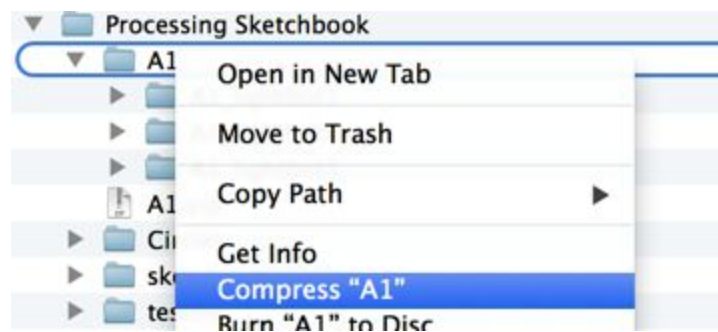 Processing Sketchbook
A1
Open in New Tab
Move to Trash
Copy Path
A1
Get Info
Compress “A1”
Burn “A1” to Disc